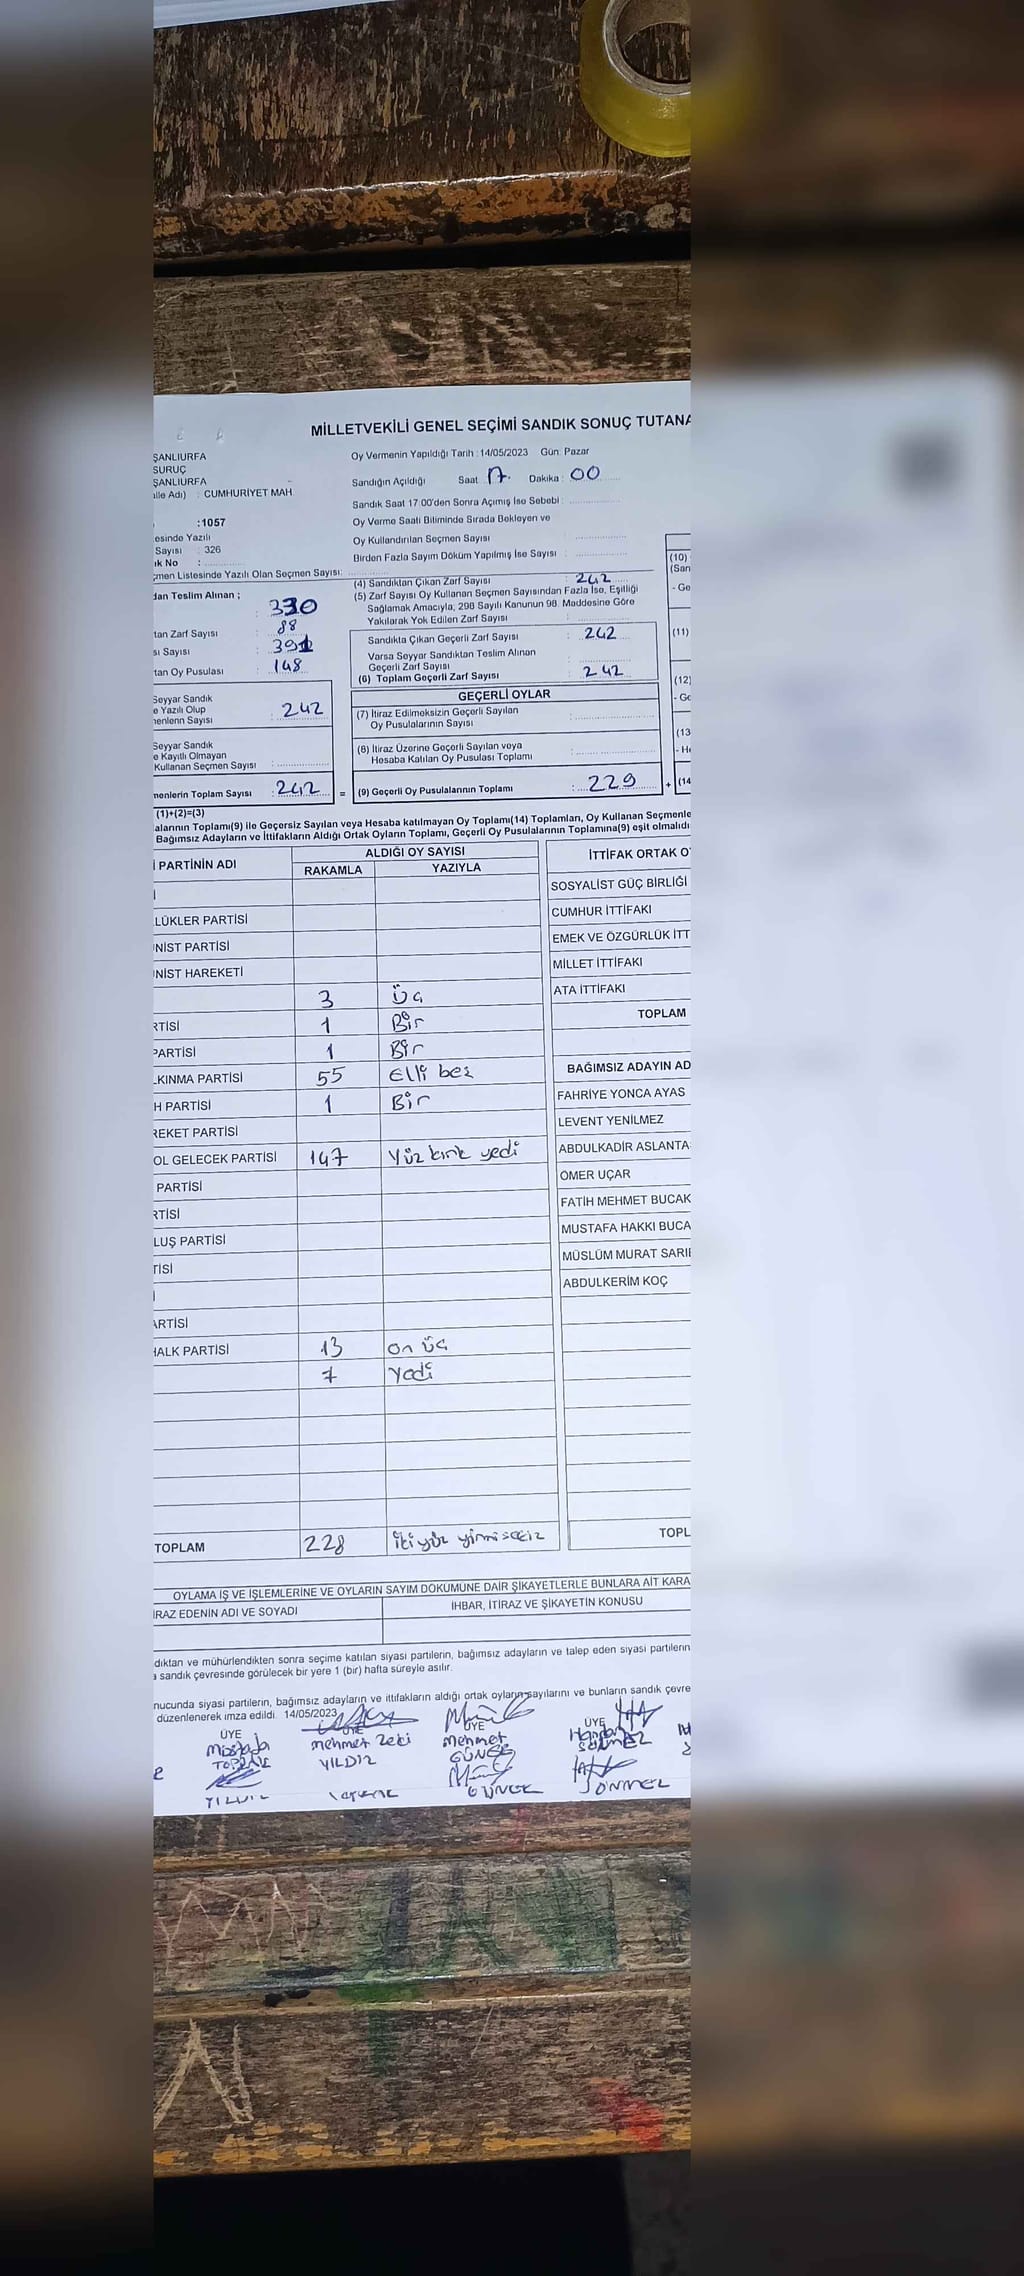 MİLLETVEKİLİ GENEL SEÇİMİ SANDIK SONUÇ TUTANA
ŞANLIURFA
SURUÇ
ŞANLIURFA
alle Adı) : CUMHURİYET MAH.
:1057
esinde Yazılı
Sayısı : 326
ık No :
çmen Listesinde Yazılı Olan Seçmen Sayısı:
Oy Vermenin Yapıldığı Tarih : 14/05/2023 Gün: Pazar
Sandığın Açıldığı Saat 17. Dakika : 00
Sandık Saat 17:00'den Sonra Açımış İse Sebebi :
Oy Verme Saati Bitiminde Sırada Bekleyen ve
Oy Kullandırılan Seçmen Sayısı :
Birden Fazla Sayım Döküm Yapılmış İse Sayısı :
dan Teslim Alınan ;
: 330
tan Zarf Sayısı : 88
sı Sayısı : 391
tan Oy Pusulası : 148
(4) Sandıktan Çıkan Zarf Sayısı : 242
(5) Zarf Sayısı Oy Kullanan Seçmen Sayısından Fazla İse, Eşitliği
Sağlamak Amacıyla; 298 Sayılı Kanunun 98. Maddesine Göre
Yakılarak Yok Edilen Zarf Sayısı :
Sandıkta Çıkan Geçerli Zarf Sayısı : 242
Varsa Seyyar Sandıktan Teslim Alınan
Geçerli Zarf Sayısı :
(6) Toplam Geçerli Zarf Sayısı : 242
Seyyar Sandık
e Yazılı Olup
menlerin Sayısı : 242
Seyyar Sandık
e Kayıtlı Olmayan
Kullanan Seçmen Sayısı :
menlerin Toplam Sayısı : 242 =
(1)+(2)=(3)
GEÇERLİ OYLAR
(7) İtiraz Edilmeksizin Geçerli Sayılan
Oy Pusulalarının Sayısı :
(8) İtiraz Üzerine Geçerli Sayılan veya
Hesaba Katılan Oy Pusulası Toplamı :
(9) Geçerli Oy Pusulalarının Toplamı : 229 +
(10)
(San
- Ge
(11)
(12)
- Ge
(13
- He
(14
alarının Toplamı(9) ile Geçersiz Sayılan veya Hesaba katılmayan Oy Toplamı(14) Toplamları, Oy Kullanan Seçmenle
Bağımsız Adayların ve İttifakların Aldığı Ortak Oyların Toplamı, Geçerli Oy Pusulalarının Toplamına(9) eşit olmalıdı
İ PARTİNİN ADI ALDIĞI OY SAYISI
RAKAMLA YAZIYLA
LÜKLER PARTİSİ
NİST PARTİSİ
NİST HAREKETİ
3 Üç
RTİSİ 1 Bir
PARTİSİ 1 Bir
LKINMA PARTİSİ 55 Elli beş
H PARTİSİ 1 Bir
REKET PARTİSİ
OL GELECEK PARTİSİ 147 Yüz kırk yedi
PARTİSİ
RTİSİ
LUŞ PARTİSİ
TİSİ
ARTİSİ
HALK PARTİSİ 13 on üç
7 Yedi
TOPLAM 228 ikiyüz yirmisekiz
İTTİFAK ORTAK O
SOSYALİST GÜÇ BİRLİĞİ
CUMHUR İTTİFAKI
EMEK VE ÖZGÜRLÜK İTT
MİLLET İTTİFAKI
ATA İTTİFAKI
TOPLAM
BAĞIMSIZ ADAYIN AD
FAHRİYE YONCA AYAS
LEVENT YENİLMEZ
ABDULKADİR ASLANTA
ÖMER UÇAR
FATİH MEHMET BUCAK
MUSTAFA HAKKI BUCA
MÜSLÜM MURAT SARI
ABDULKERİM KOÇ
TOPL
OYLAMA İŞ VE İŞLEMLERİNE VE OYLARIN SAYIM DÖKÜMÜNE DAİR ŞİKAYETLERLE BUNLARA AİT KARA
İRAZ EDENİN ADI VE SOYADI İHBAR, İTİRAZ VE ŞİKAYETİN KONUSU
dıktan ve mühürlendikten sonra seçime katılan siyasi partilerin, bağımsız adayların ve talep eden siyasi partilerin
a sandık çevresinde görülecek bir yere 1 (bir) hafta süreyle asılır.
nucunda siyasi partilerin, bağımsız adayların ve ittifakların aldığı ortak oyların sayılarını ve bunların sandık çevre
düzenlenerek imza edildi. 14/05/2023
ÜYE ÜYE ÜYE ÜYE
Mehmet Zeki Mehmet
YILDIZ GÜNEŞ SÖNMEZ
SÖNMEZ